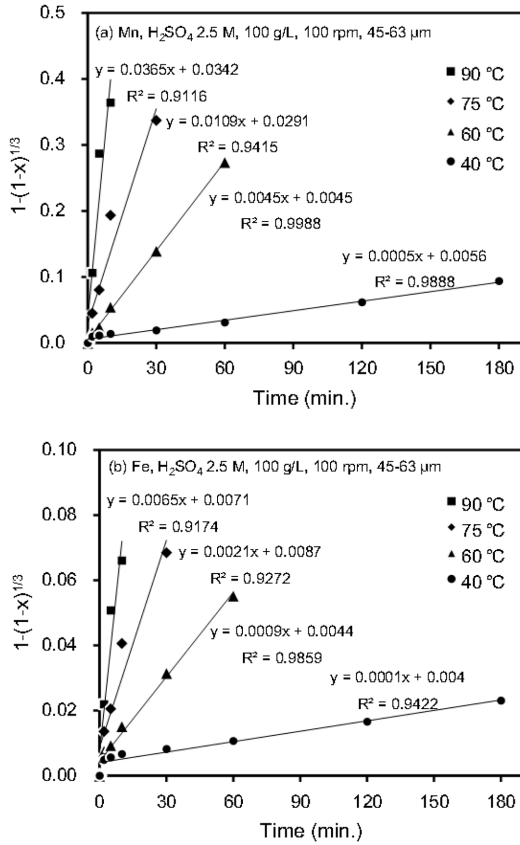 (a) Mn, H₂SO₄ 2.5 M, 100 g/L, 100 rpm, 45-63 µm
0.5
0.4
0.3
0.2
0.1
0.0
1-(1-x)^1/3
y = 0.0365x + 0.0342
R² = 0.9116
y = 0.0109x + 0.0291
R² = 0.9415
y = 0.0045x + 0.0045
R² = 0.9988
y = 0.0005x + 0.0056
R² = 0.9888
90 °C
75 °C
60 °C
40 °C
0 30 60 90 120 150 180
Time (min.)
(b) Fe, H₂SO₄ 2.5 M, 100 g/L, 100 rpm, 45-63 µm
0.10
0.08
0.06
0.04
0.02
0.00
1-(1-x)^1/3
y = 0.0065x + 0.0071
R² = 0.9174
y = 0.0021x + 0.0087
R² = 0.9272
y = 0.0009x + 0.0044
R² = 0.9859
y = 0.0001x + 0.004
R² = 0.9422
90 °C
75 °C
60 °C
40 °C
0 30 60 90 120 150 180
Time (min.)